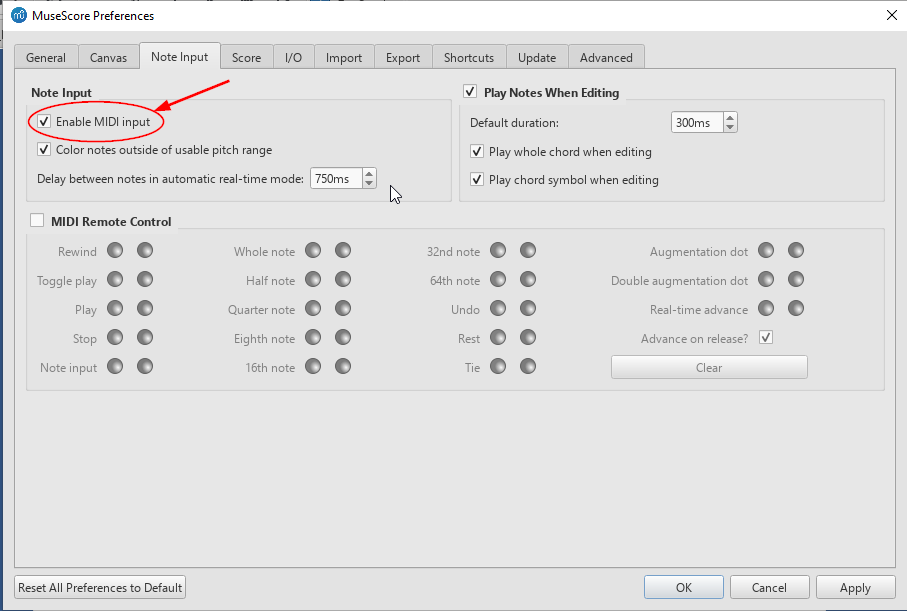 MuseScore Preferences
General Canvas Note Input Score I/O Import Export Shortcuts Update Advanced
Note Input
Enable MIDI input
Color notes outside of usable pitch range
Delay between notes in automatic real-time mode: 750ms
Play Notes When Editing
Default duration: 300ms
Play whole chord when editing
Play chord symbol when editing
MIDI Remote Control
Rewind Whole note 32nd note Augmentation dot
Toggle play Half note 64th note Double augmentation dot
Play Quarter note Undo Real-time advance
Stop Eighth note Rest Advance on release?
Note input 16th note Tie Clear
Reset All Preferences to Default OK Cancel Apply